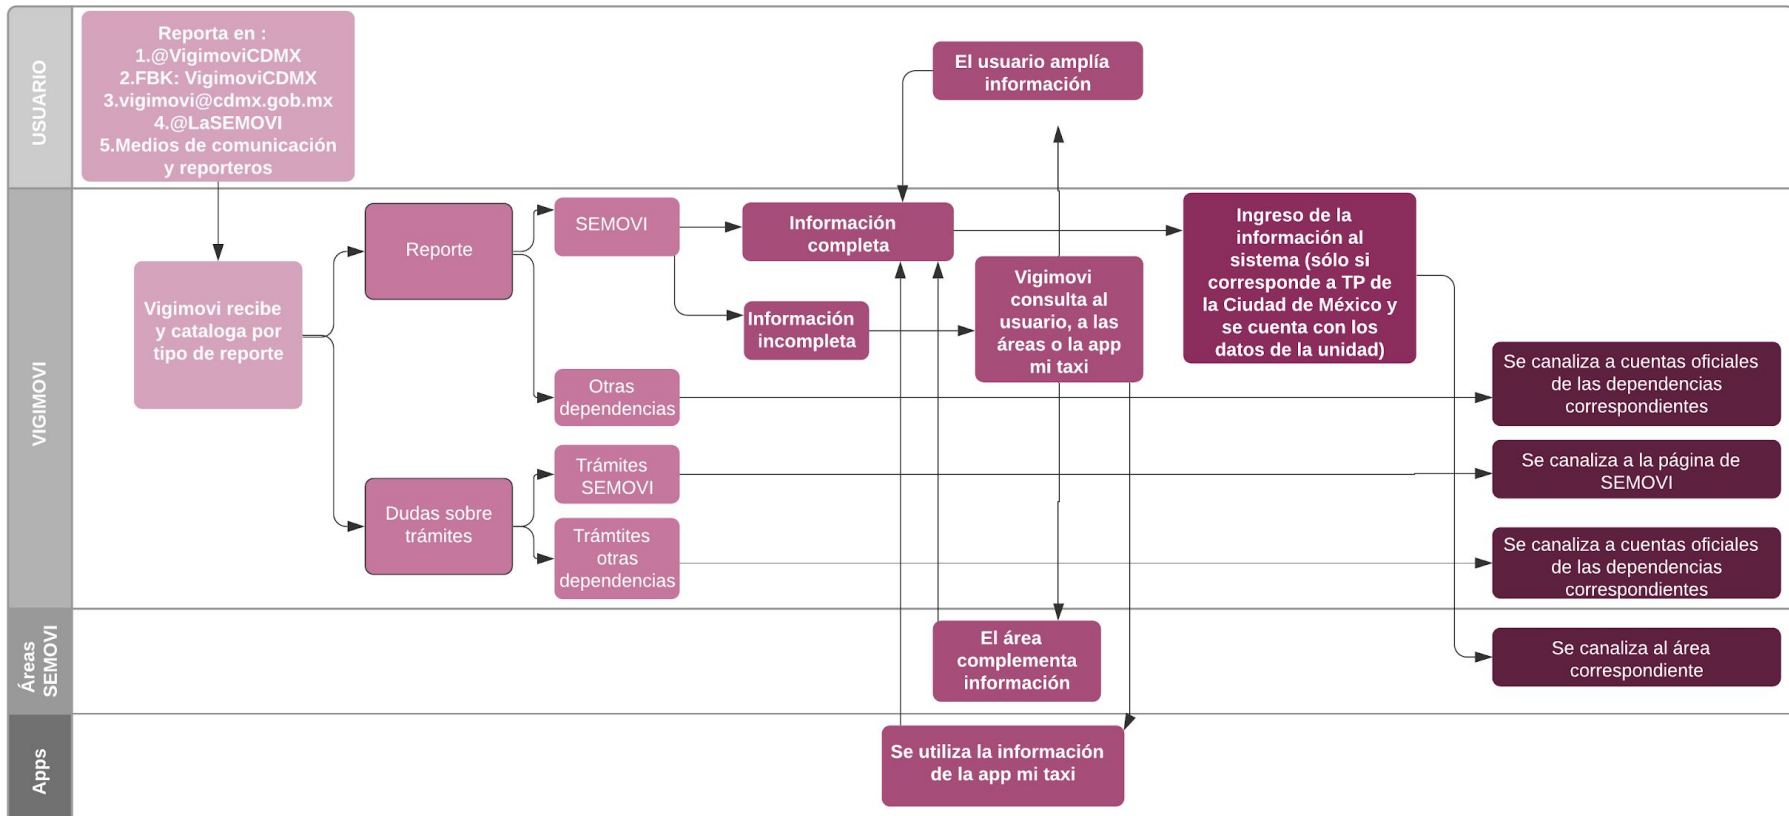 USUARIO
Reporta en :
1.@VigimoviCDMX
2.FBK: VigimoviCDMX
3.vigimovi@cdmx.gob.mx
4.@LaSEMOVI
5.Medios de comunicación
y reporteros
El usuario amplía
información
VIGIMOVI
Vigimovi recibe
y cataloga por
tipo de reporte
Reporte
Dudas sobre
trámites
SEMOVI
Otras
dependencias
Trámites
SEMOVI
Trámtites
otras
dependencias
Información
completa
Información
incompleta
Vigimovi
consulta al
usuario, a las
áreas o la app
mi taxi
Ingreso de la
información al
sistema (sólo si
corresponde a TP de
la Ciudad de México y
se cuenta con los
datos de la unidad)
Se canaliza a cuentas oficiales
de las dependencias
correspondientes
Se canaliza a la página de
SEMOVI
Se canaliza a cuentas oficiales
de las dependencias
correspondientes
Áreas
SEMOVI
El área
complementa
información
Se canaliza al área
correspondiente
Apps
Se utiliza la información
de la app mi taxi